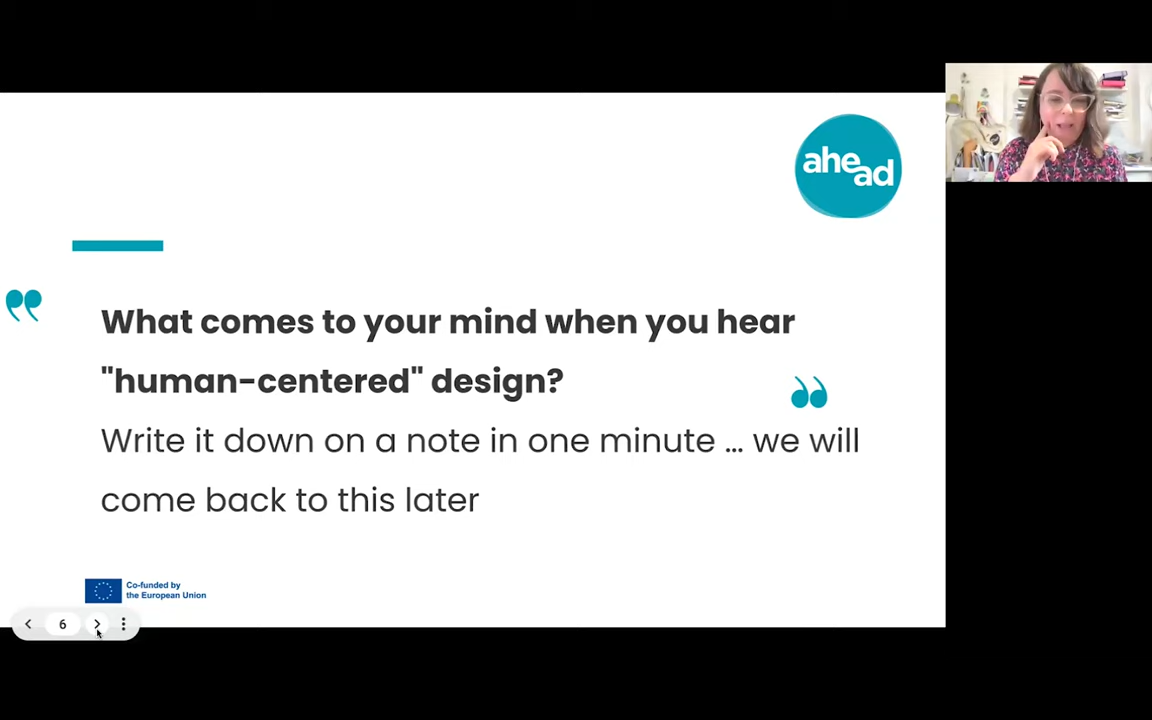 ahead
What comes to your mind when you hear
"human-centered" design?
Write it down on a note in one minute ... we will
come back to this later
Co-funded by
the European Union
6